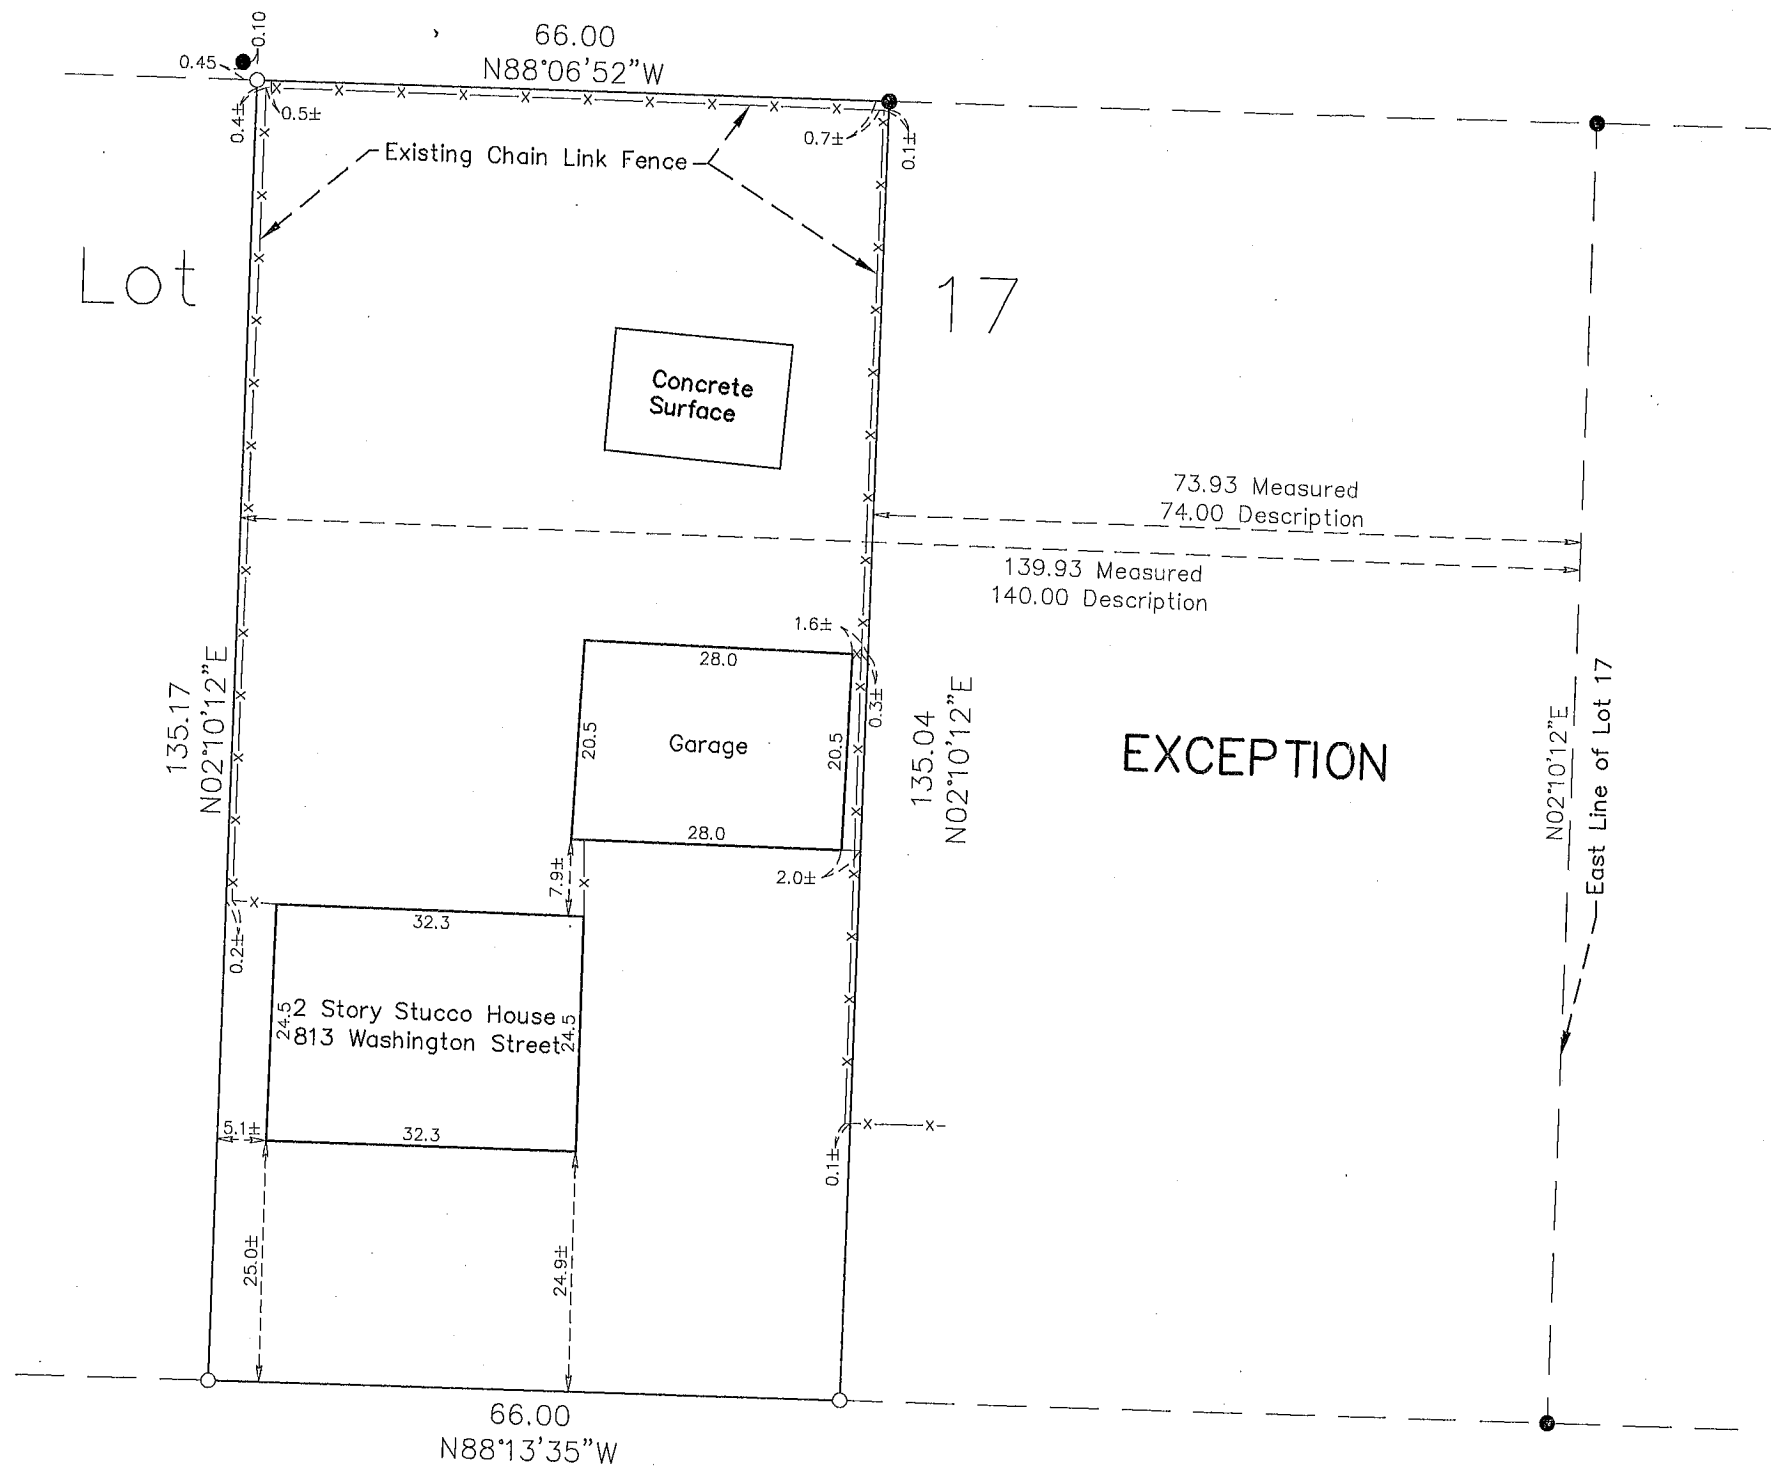 0.10
66.00
N88°06'52"W
0.45
0.4±
0.5±
0.7±
0.1±
Existing Chain Link Fence
Lot
17
Concrete
Surface
73.93 Measured
74.00 Description
139.93 Measured
140.00 Description
1.6±
28.0
0.3±
20.5
Garage
20.5
28.0
2.0±
7.9±
135.17
N02°10'12"E
135.04
N02°10'12"E
EXCEPTION
N02°10'12"E
East Line of Lot 17
32.3
0.2±
24.5
2 Story Stucco House
813 Washington Street
24.5
5.1±
32.3
0.1±
25.0±
24.9±
66.00
N88°13'35"W